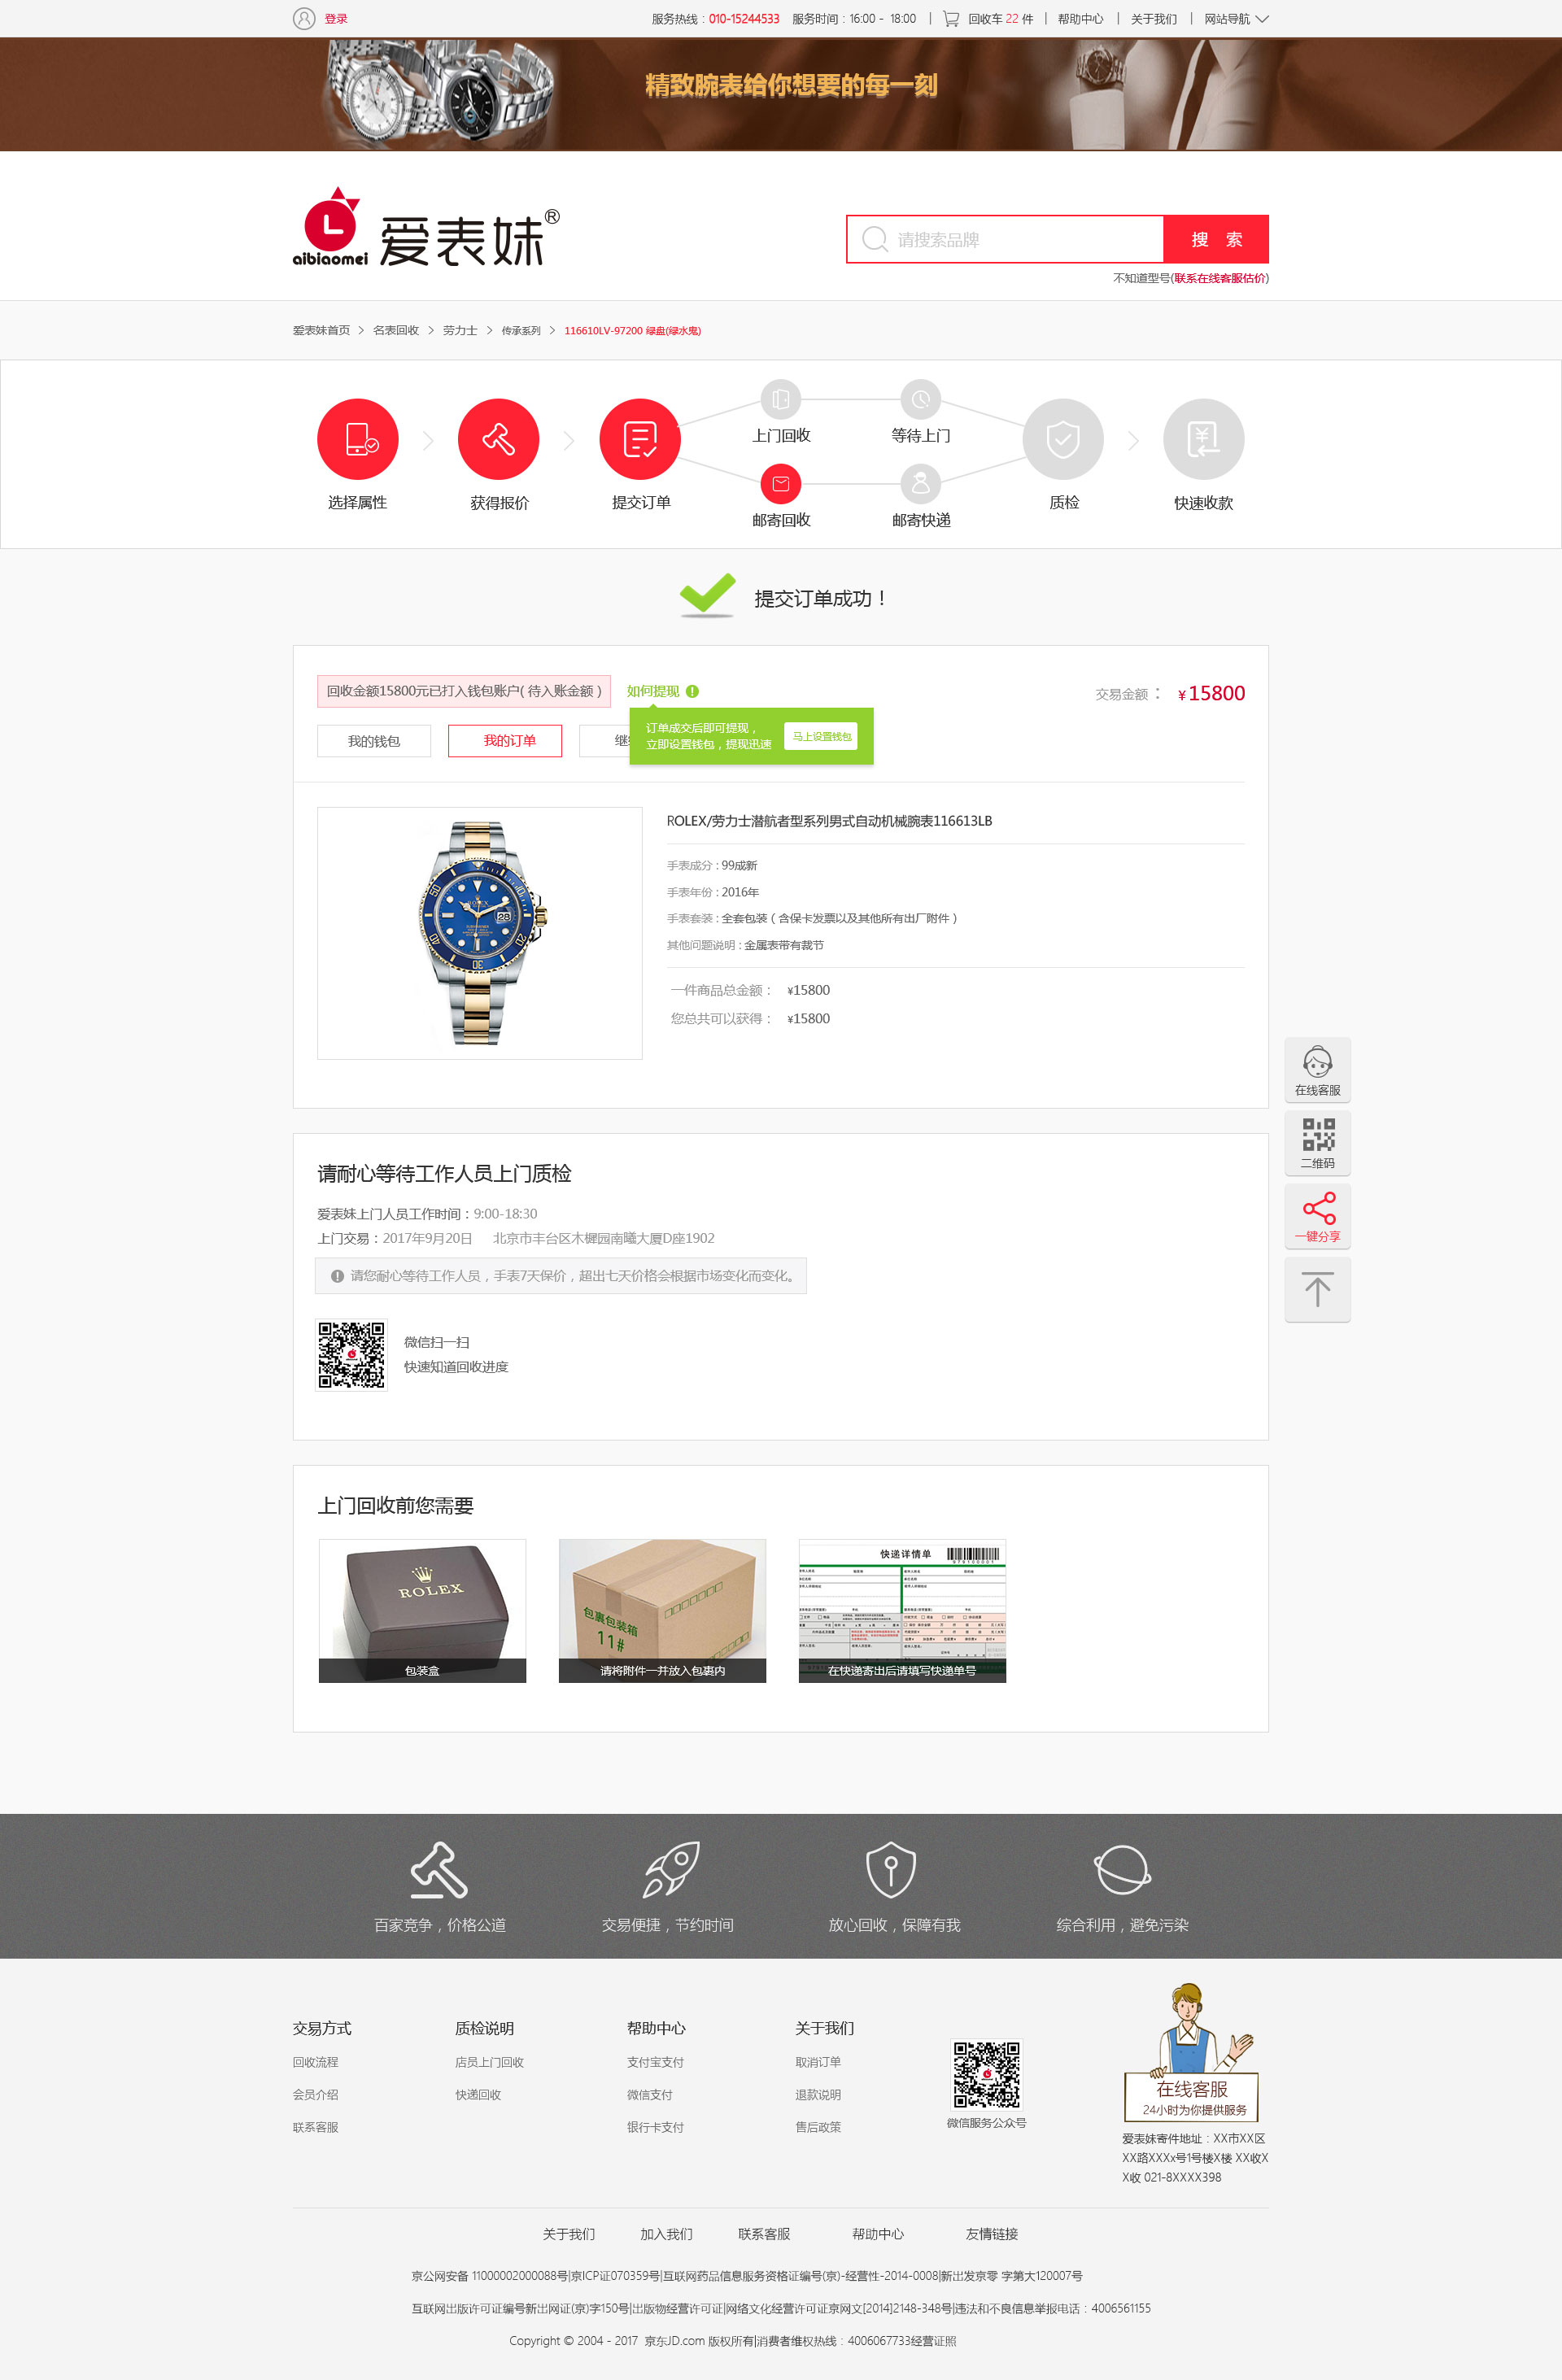 登录
服务热线：010-15244533 服务时间：16:00 - 18:00 | 回收车 22 件 | 帮助中心 | 关于我们 | 网站导航
精致腕表给你想要的每一刻
aibiaomei 爱表妹®
请搜索品牌
搜 索
不知道型号(联系在线客服估价)
爱表妹首页 > 名表回收 > 劳力士 > 传承系列 > 116610LV-97200 绿盘(绿水鬼)
选择属性
获得报价
提交订单
上门回收
等待上门
邮寄回收
邮寄快递
质检
快速收款
提交订单成功！
回收金额15800元已打入钱包账户( 待入账金额 )
如何提现
交易金额： ¥15800
我的钱包
我的订单
订单成交后即可提现，
立即设置钱包，提现迅速
马上设置钱包
ROLEX/劳力士潜航者型系列男式自动机械腕表116613LB
手表成分：99成新
手表年份：2016年
手表套装：全套包装（含保卡发票以及其他所有出厂附件）
其他问题说明：金属表带有裁节
一件商品总金额： ¥15800
您总共可以获得： ¥15800
在线客服
二维码
一键分享
请耐心等待工作人员上门质检
爱表妹上门人员工作时间：9:00-18:30
上门交易：2017年9月20日 北京市丰台区木樨园南曦大厦D座1902
请您耐心等待工作人员，手表7天保价，超出七天价格会根据市场变化而变化。
微信扫一扫
快速知道回收进度
上门回收前您需要
ROLEX
包装盒
包裹包装箱
11#
请将附件一并放入包裹内
快递详情单
在快递寄出后请填写快递单号
百家竞争，价格公道
交易便捷，节约时间
放心回收，保障有我
综合利用，避免污染
交易方式
回收流程
会员介绍
联系客服
质检说明
店员上门回收
快递回收
帮助中心
支付宝支付
微信支付
银行卡支付
关于我们
取消订单
退款说明
售后政策
微信服务公众号
在线客服
24小时为你提供服务
爱表妹寄件地址：XX市XX区
XX路XXXx号1号楼X楼 XX收X
X收 021-8XXXX398
关于我们 加入我们 联系客服 帮助中心 友情链接
京公网安备 11000002000088号|京ICP证070359号|互联网药品信息服务资格证编号(京)-经营性-2014-0008|新出发京零 字第大120007号
互联网出版许可证编号新出网证(京)字150号|出版物经营许可证|网络文化经营许可证京网文[2014]2148-348号|违法和不良信息举报电话：4006561155
Copyright © 2004 - 2017 京东JD.com 版权所有|消费者维权热线：4006067733经营证照